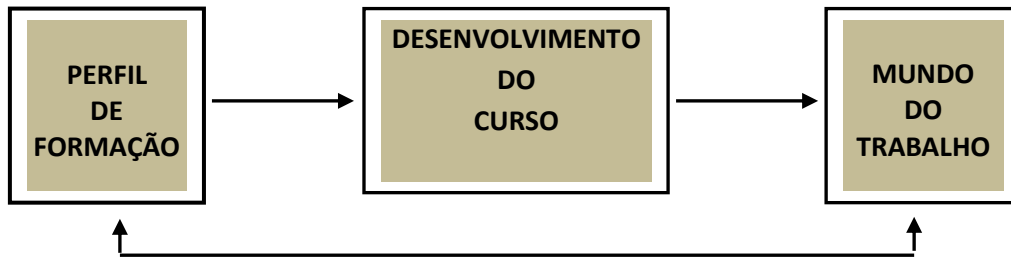 PERFIL
DE
FORMAÇÃO
DESENVOLVIMENTO
DO
CURSO
MUNDO
DO
TRABALHO